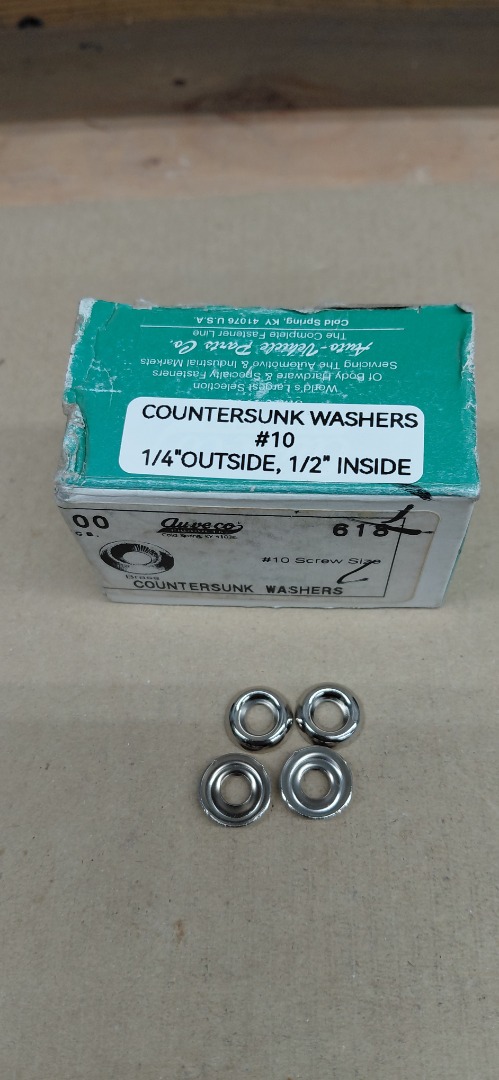 Cold Spring, KY 41076 U.S.A.
The Complete Fastener Line
Auto Vehicle Parts Co.
Servicing The Automotive & Industrial Markets
Of Body Hardware & Specialty Fasteners
World's Largest Selection
COUNTERSUNK WASHERS
#10
1/4"OUTSIDE, 1/2" INSIDE
00
Auveco
618
#10 Screw Size
Brass
COUNTERSUNK WASHERS